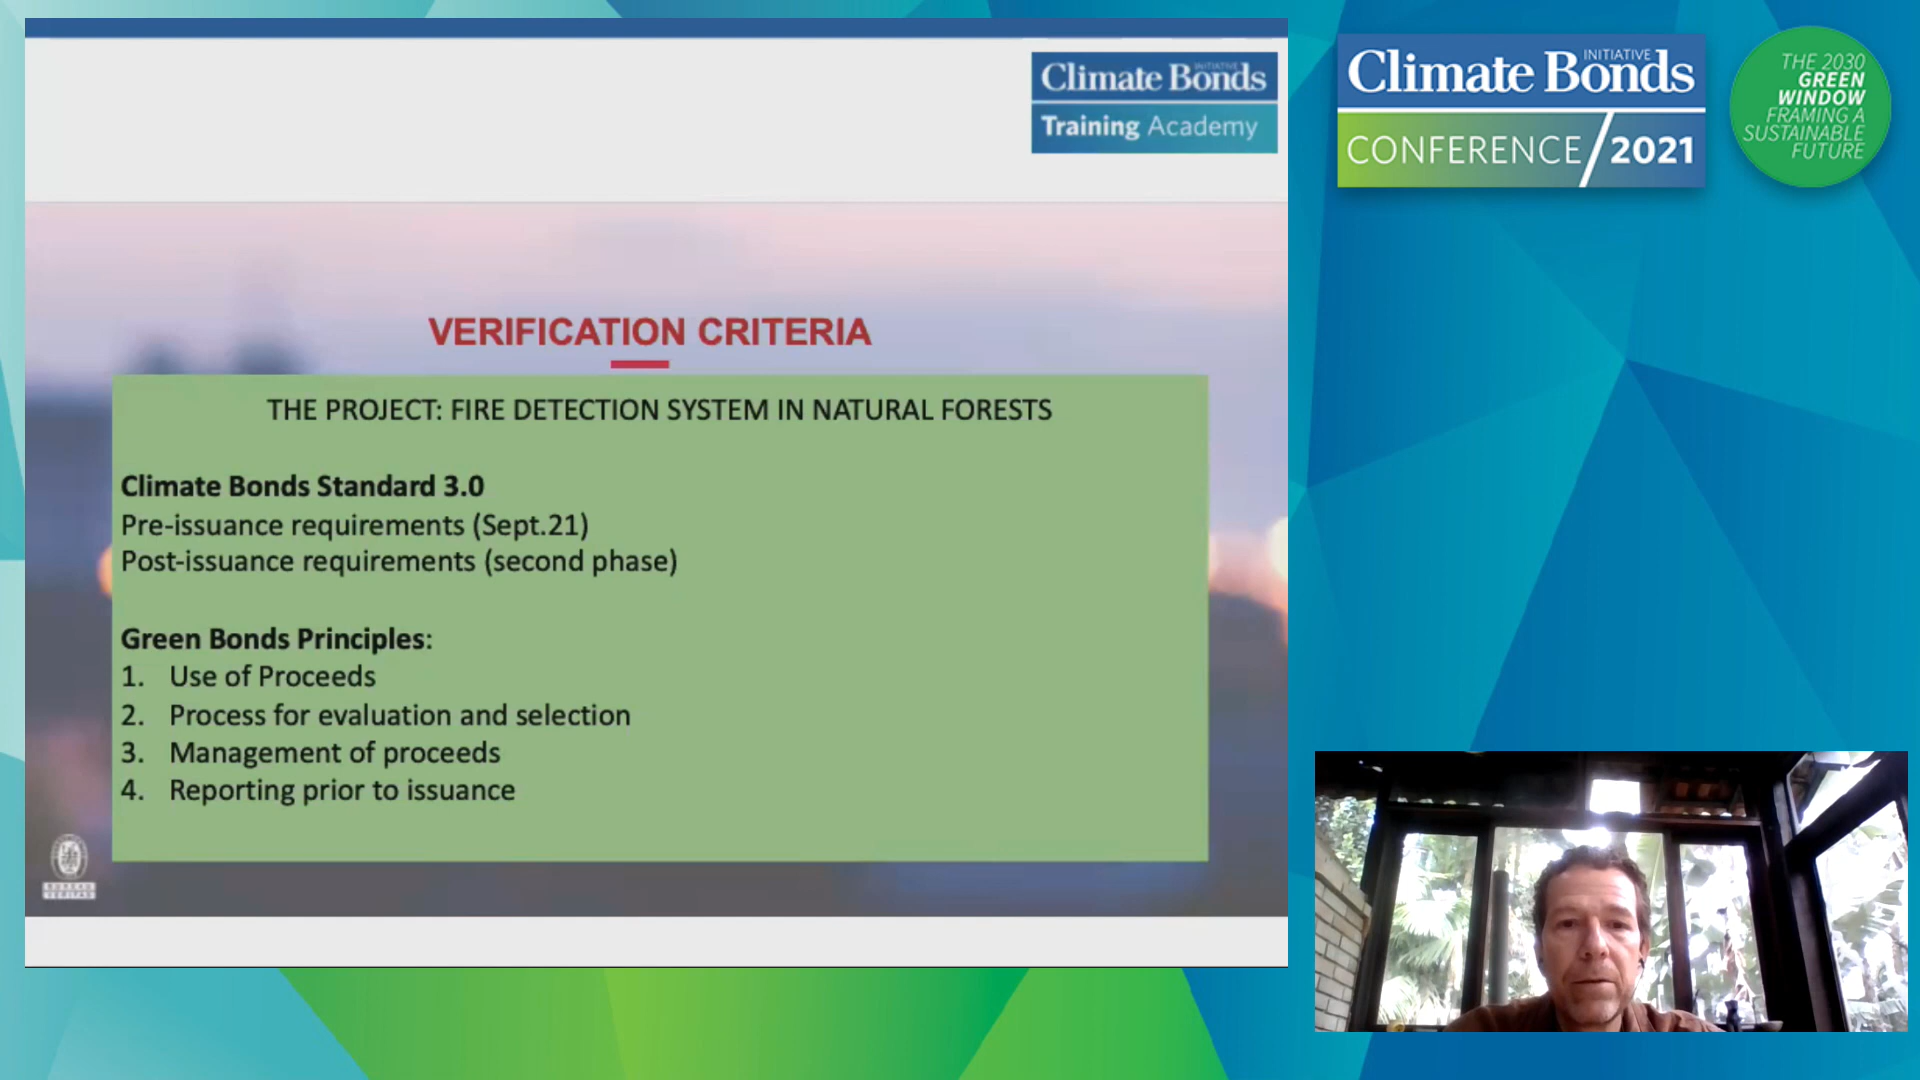 Climate Bonds
INITIATIVE
Training Academy
VERIFICATION CRITERIA
THE PROJECT: FIRE DETECTION SYSTEM IN NATURAL FORESTS
Climate Bonds Standard 3.0
Pre-issuance requirements (Sept.21)
Post-issuance requirements (second phase)
Green Bonds Principles:
1. Use of Proceeds
2. Process for evaluation and selection
3. Management of proceeds
4. Reporting prior to issuance
BUREAU
VERITAS
INITIATIVE
Climate Bonds
CONFERENCE/2021
THE 2030
GREEN
WINDOW
FRAMING A
SUSTAINABLE
FUTURE